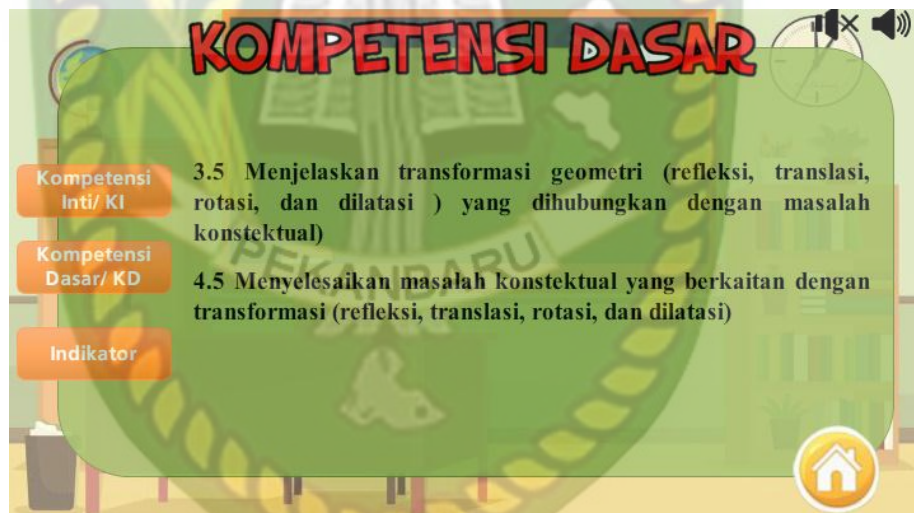 KOMPETENSI DASAR
Kompetensi
Inti/ KI
Kompetensi
Dasar/ KD
Indikator
3.5 Menjelaskan transformasi geometri (refleksi, translasi,
rotasi, dan dilatasi ) yang dihubungkan dengan masalah
konstektual)
4.5 Menyelesaikan masalah konstektual yang berkaitan dengan
transformasi (refleksi, translasi, rotasi, dan dilatasi)
PEKANBARU